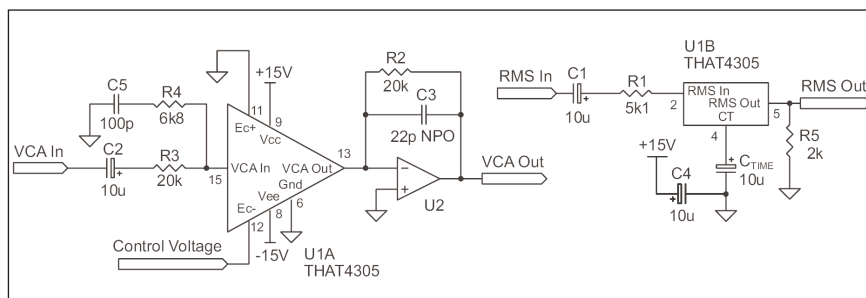 C5
100p
R4
6k8
VCA In
C2
10u
R3
20k
15
11
+15V
9
Ec+
Vcc
VCA In
VCA Out
Gnd
Vee
Ec-
6
8
12
-15V
Control Voltage
U1A
THAT4305
13
R2
20k
C3
22p NPO
U2
VCA Out
RMS In
C1
10u
R1
5k1
U1B
THAT4305
2
RMS In
RMS Out
CT
5
4
RMS Out
R5
2k
+15V
C4
10u
CTIME
10u